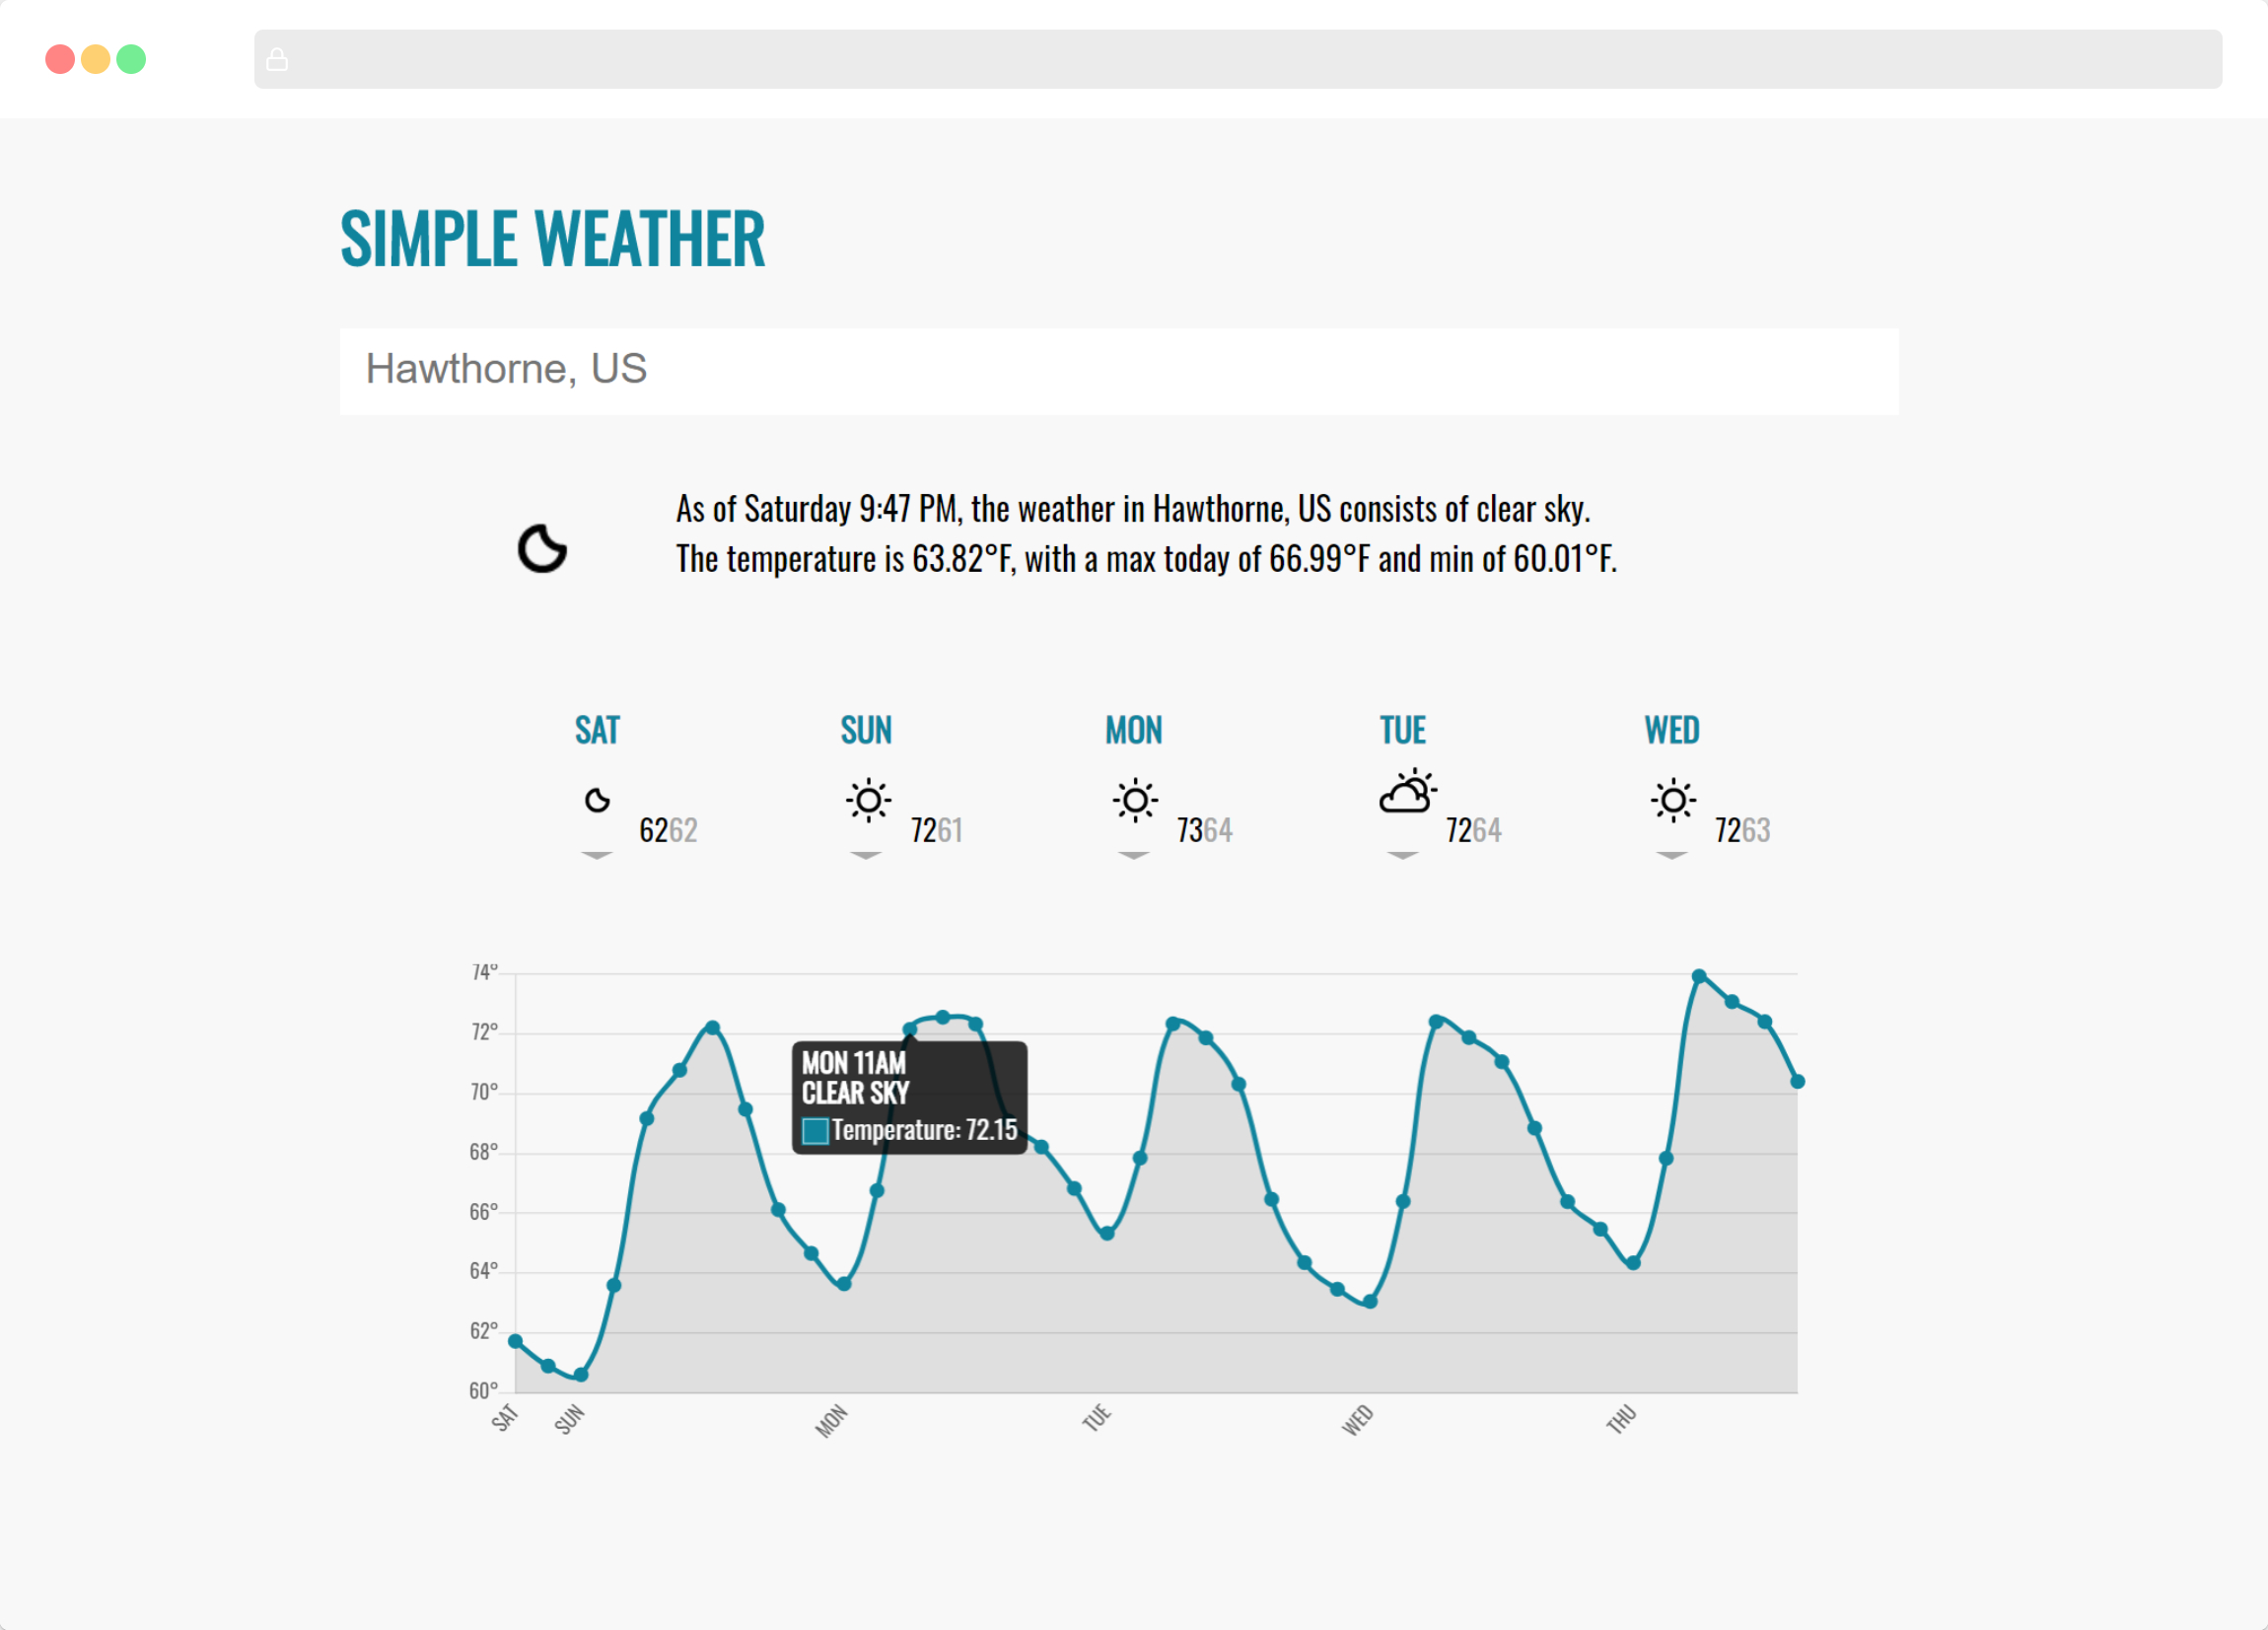 SIMPLE WEATHER
Hawthorne, US
As of Saturday 9:47 PM, the weather in Hawthorne, US consists of clear sky.
The temperature is 63.82°F, with a max today of 66.99°F and min of 60.01°F.
SAT SUN MON TUE WED
6262 7261 7364 7264 7263
74°
72°
MON 11AM
CLEAR SKY
Temperature: 72.15
70°
68°
66°
64°
62°
60°
SAT SUN MON TUE WED THU